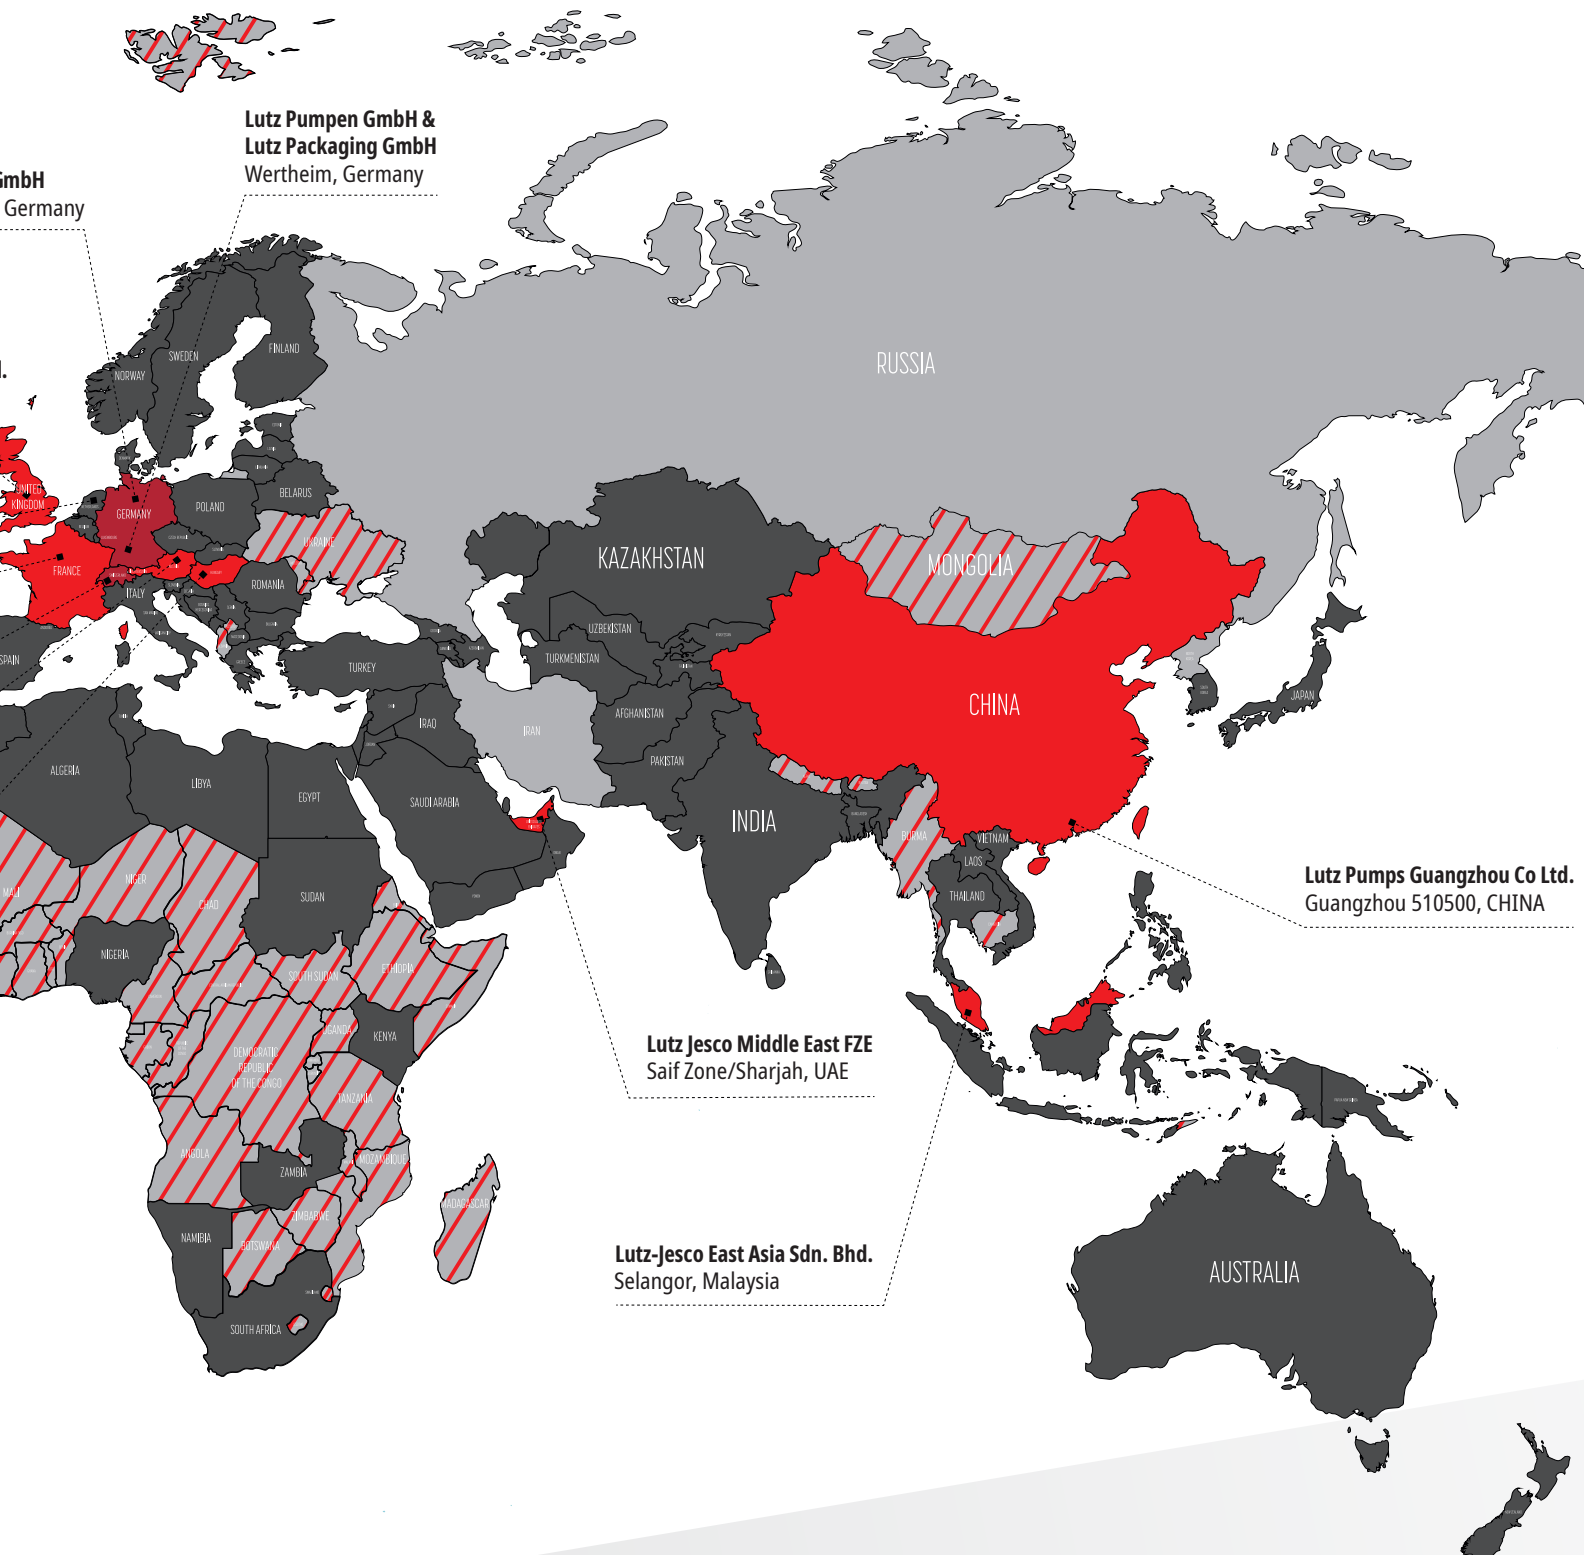 Lutz Pumpen GmbH &
Lutz Packaging GmbH
Wertheim, Germany
GmbH
Germany
NORWAY
SWEDEN
FINLAND
RUSSIA
UNITED
KINGDOM
GERMANY
POLAND
BELARUS
UKRAINE
FRANCE
ITALY
ROMANIA
SPAIN
KAZAKHSTAN
MONGOLIA
UZBEKISTAN
TURKMENISTAN
TURKEY
CHINA
JAPAN
AFGHANISTAN
IRAQ
IRAN
PAKISTAN
ALGERIA
LIBYA
EGYPT
SAUDI ARABIA
INDIA
BURMA
VIETNAM
LAOS
THAILAND
Lutz Pumps Guangzhou Co Ltd.
Guangzhou 510500, CHINA
MALI
NIGER
CHAD
SUDAN
NIGERIA
SOUTH SUDAN
ETHIOPIA
UGANDA
KENYA
DEMOCRATIC
REPUBLIC
OF THE CONGO
Lutz Jesco Middle East FZE
Saif Zone/Sharjah, UAE
TANZANIA
ANGOLA
ZAMBIA
MOZAMBIQUE
MADAGASCAR
ZIMBABWE
NAMIBIA
BOTSWANA
Lutz-Jesco East Asia Sdn. Bhd.
Selangor, Malaysia
AUSTRALIA
SOUTH AFRICA